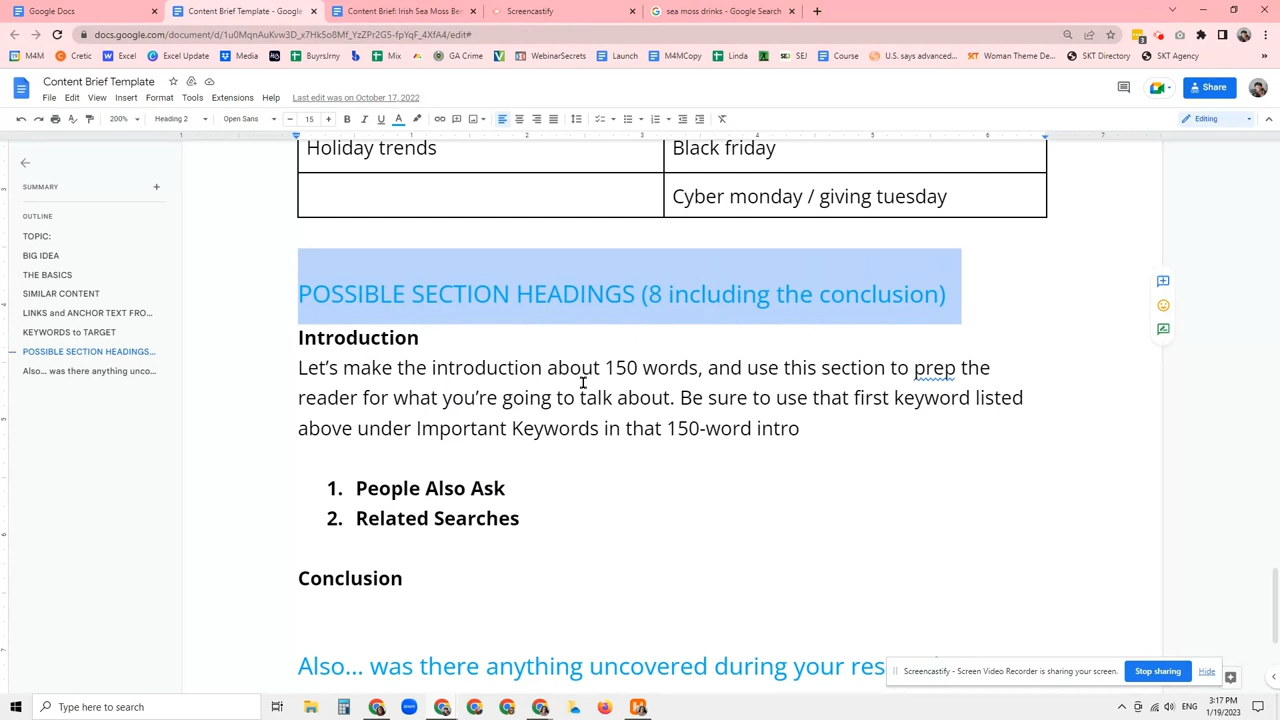 Google Docs
Content Brief Template - Google
Content Brief: Irish Sea Moss Be
Screencastify
sea moss drinks - Google Search
docs.google.com/document/d/1u0MqnAuKvw3D_x7Hk5o8Mf_YzZPr2G5-fpYqF_4XfA4/edit#
M4M
Cretic
Excel
Excel Update
BuyrsJrny
Mix
GA Crime
WebinarSecrets
Launch
M4MCopy
Linda
SEJ
Course
U.S. says advanced...
Woman Theme Den...
SKT Directory
SKT Directory
Content Brief Template
File Edit View Insert Format Tools Extensions Help Last edit was on October 17, 2022
Share
200% Heading 2 Open Sans 15 Editing
SUMMARY
OUTLINE
TOPIC:
BIG IDEA
THE BASICS
SIMILAR CONTENT
LINKS and ANCHOR TEXT FRO...
KEYWORDS to TARGET
POSSIBLE SECTION HEADINGS...
Also... was there anything unco...
Holiday trends Black friday
Cyber monday / giving tuesday
POSSIBLE SECTION HEADINGS (8 including the conclusion)
Introduction
Let's make the introduction about 150 words, and use this section to prep the
reader for what you're going to talk about. Be sure to use that first keyword listed
above under Important Keywords in that 150-word intro
1. People Also Ask
2. Related Searches
Conclusion
Also... was there anything uncovered during your res
Screencastify - Screen Video Recorder is sharing your screen.
Stop sharing
Hide
Type here to search
ENG
3:17 PM
1/19/2023